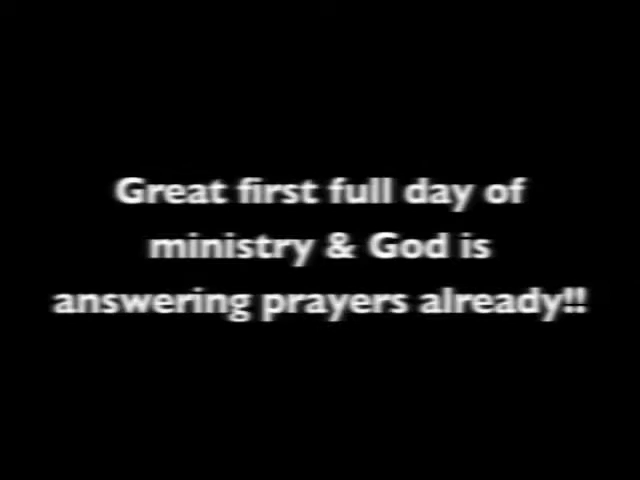 Great first full day of
ministry & God is
answering prayers already!!